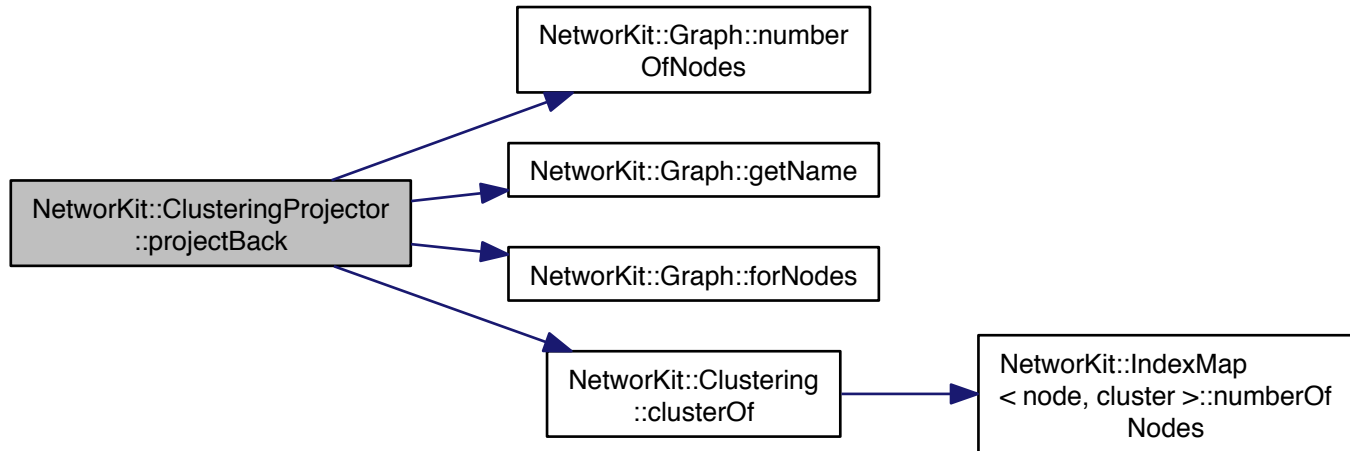 NetworKit::Graph::number
OfNodes
NetworKit::Graph::getName
NetworKit::ClusteringProjector
::projectBack
NetworKit::Graph::forNodes
NetworKit::Clustering
::clusterOf
NetworKit::IndexMap
< node, cluster >::numberOf
Nodes